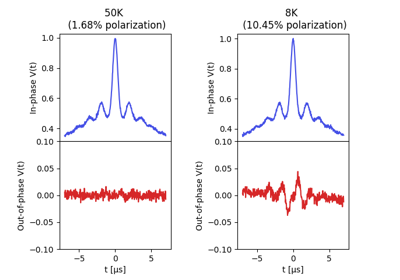 50K
(1.68% polarization)
8K
(10.45% polarization)
In-phase V(t)
1.0
0.8
0.6
0.4
In-phase V(t)
1.0
0.8
0.6
0.4
Out-of-phase V(t)
0.10
0.05
0.00
−0.05
−0.10
−5
0
5
t [μs]
Out-of-phase V(t)
0.10
0.05
0.00
−0.05
−0.10
−5
0
5
t [μs]